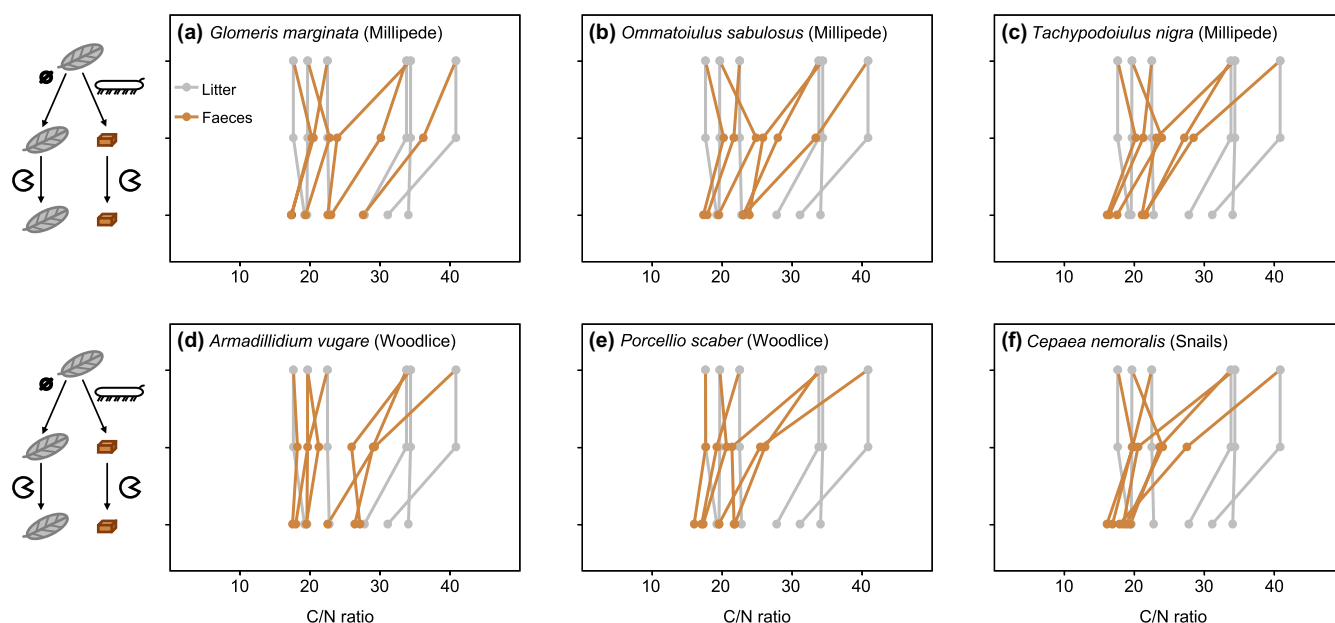 (a) Glomeris marginata (Millipede)
(b) Ommatoiulus sabulosus (Millipede)
(c) Tachypodoiulus nigra (Millipede)
Ø
Litter
Faeces
10 20 30 40
10 20 30 40
10 20 30 40
(d) Armadillidium vugare (Woodlice)
(e) Porcellio scaber (Woodlice)
(f) Cepaea nemoralis (Snails)
Ø
10 20 30 40
10 20 30 40
10 20 30 40
C/N ratio
C/N ratio
C/N ratio